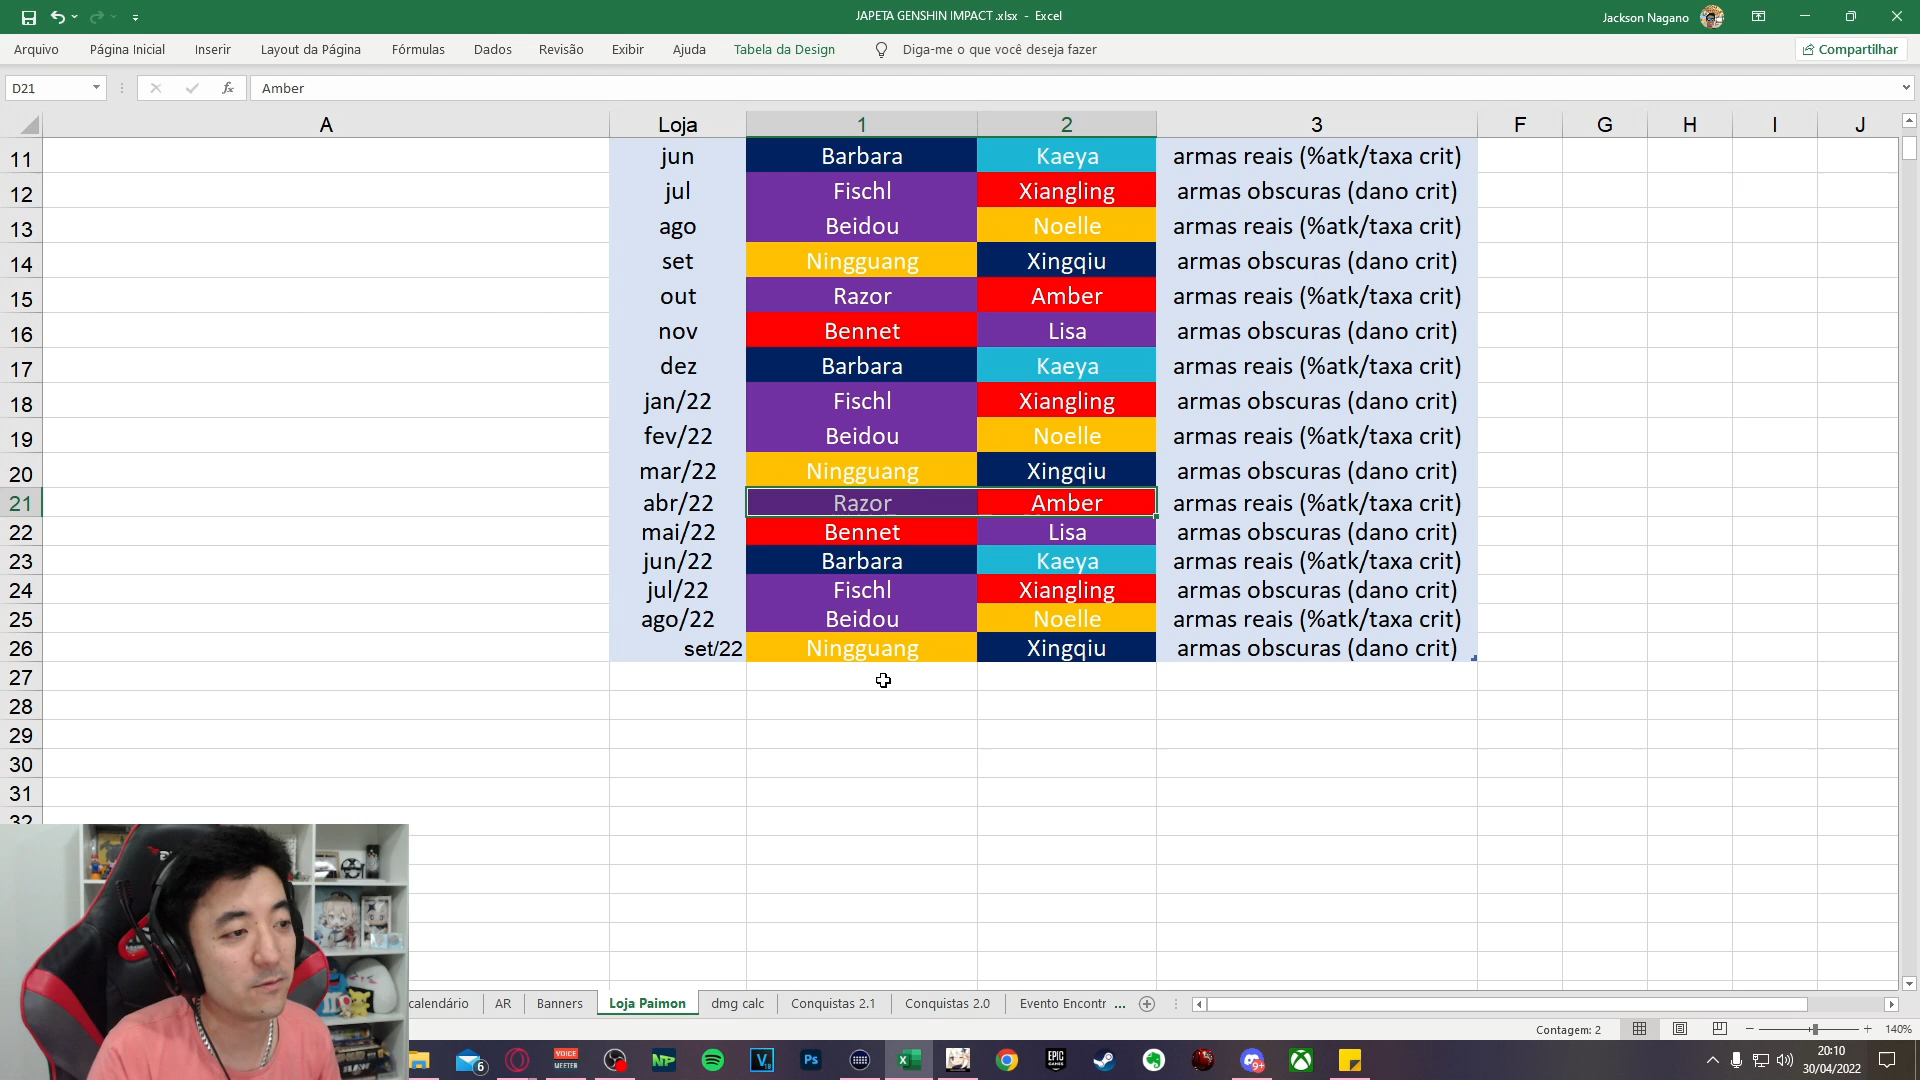 JAPETA GENSHIN IMPACT .xlsx - Excel
Jackson Nagano
Arquivo Página Inicial Inserir Layout da Página Fórmulas Dados Revisão Exibir Ajuda Tabela da Design Diga-me o que você deseja fazer Compartilhar
D21 fx Amber
A Loja 1 2 3 F G H I J
11 jun Barbara Kaeya armas reais (%atk/taxa crit)
12 jul Fischl Xiangling armas obscuras (dano crit)
13 ago Beidou Noelle armas reais (%atk/taxa crit)
14 set Ningguang Xingqiu armas obscuras (dano crit)
15 out Razor Amber armas reais (%atk/taxa crit)
16 nov Bennet Lisa armas obscuras (dano crit)
17 dez Barbara Kaeya armas reais (%atk/taxa crit)
18 jan/22 Fischl Xiangling armas obscuras (dano crit)
19 fev/22 Beidou Noelle armas reais (%atk/taxa crit)
20 mar/22 Ningguang Xingqiu armas obscuras (dano crit)
21 abr/22 Razor Amber armas reais (%atk/taxa crit)
22 mai/22 Bennet Lisa armas obscuras (dano crit)
23 jun/22 Barbara Kaeya armas reais (%atk/taxa crit)
24 jul/22 Fischl Xiangling armas obscuras (dano crit)
25 ago/22 Beidou Noelle armas reais (%atk/taxa crit)
26 set/22 Ningguang Xingqiu armas obscuras (dano crit)
27
28
29
30
31
32
calendário AR Banners Loja Paimon dmg calc Conquistas 2.1 Conquistas 2.0 Evento Encontr ...
Contagem: 2 140%
6 VOICE MEETER NP V Ps EPIC GAMES 9+ 20:10
30/04/2022